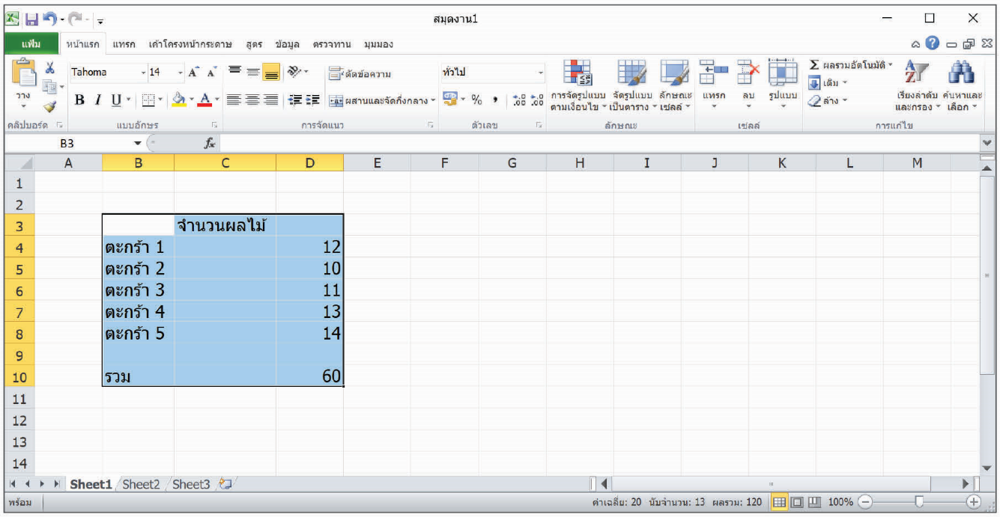 สมุดงาน1
แฟ้ม หน้าแรก แทรก เค้าโครงหน้ากระดาษ สูตร ข้อมูล ตรวจทาน มุมมอง
Tahoma 14 ตัดข้อความ ทั่วไป Σ ผลรวมอัตโนมัติ
วาง B I U A ผสานและจัดกึ่งกลาง % , .00 .00 การจัดรูปแบบ จัดรูปแบบ ลักษณะ แทรก ลบ รูปแบบ เติม เรียงลำดับ ค้นหาและ
ตามเงื่อนไข เป็นตาราง เซลล์ ล้าง และกรอง เลือก
คลิปบอร์ด แบบอักษร การจัดแนว ตัวเลข ลักษณะ เซลล์ การแก้ไข
B3 fx
A B C D E F G H I J K L M
1
2
3 จำนวนผลไม้
4 ตะกร้า 1 12
5 ตะกร้า 2 10
6 ตะกร้า 3 11
7 ตะกร้า 4 13
8 ตะกร้า 5 14
9
10 รวม 60
11
12
13
14
Sheet1 Sheet2 Sheet3
พร้อม ค่าเฉลี่ย: 20 นับจำนวน: 13 ผลรวม: 120 100%